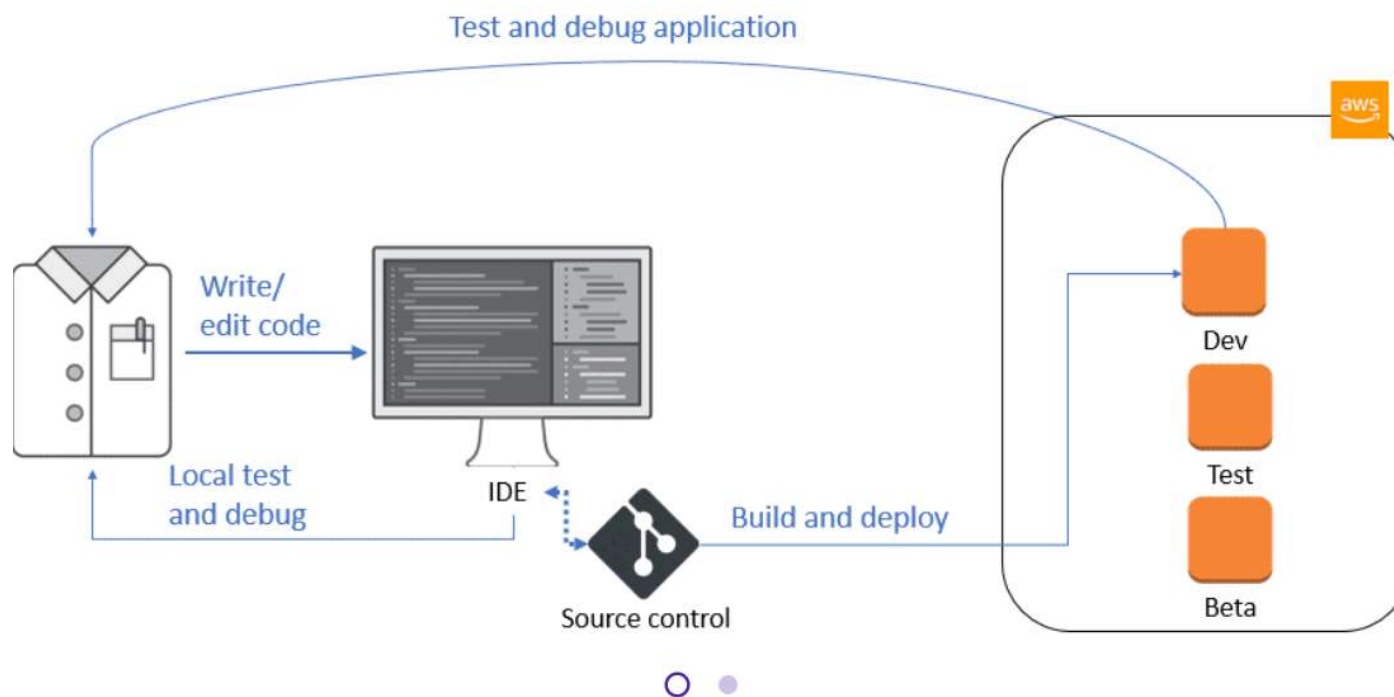 Test and debug application
aws
Write/
edit code
Dev
Local test
and debug
IDE
Test
Build and deploy
Source control
Beta